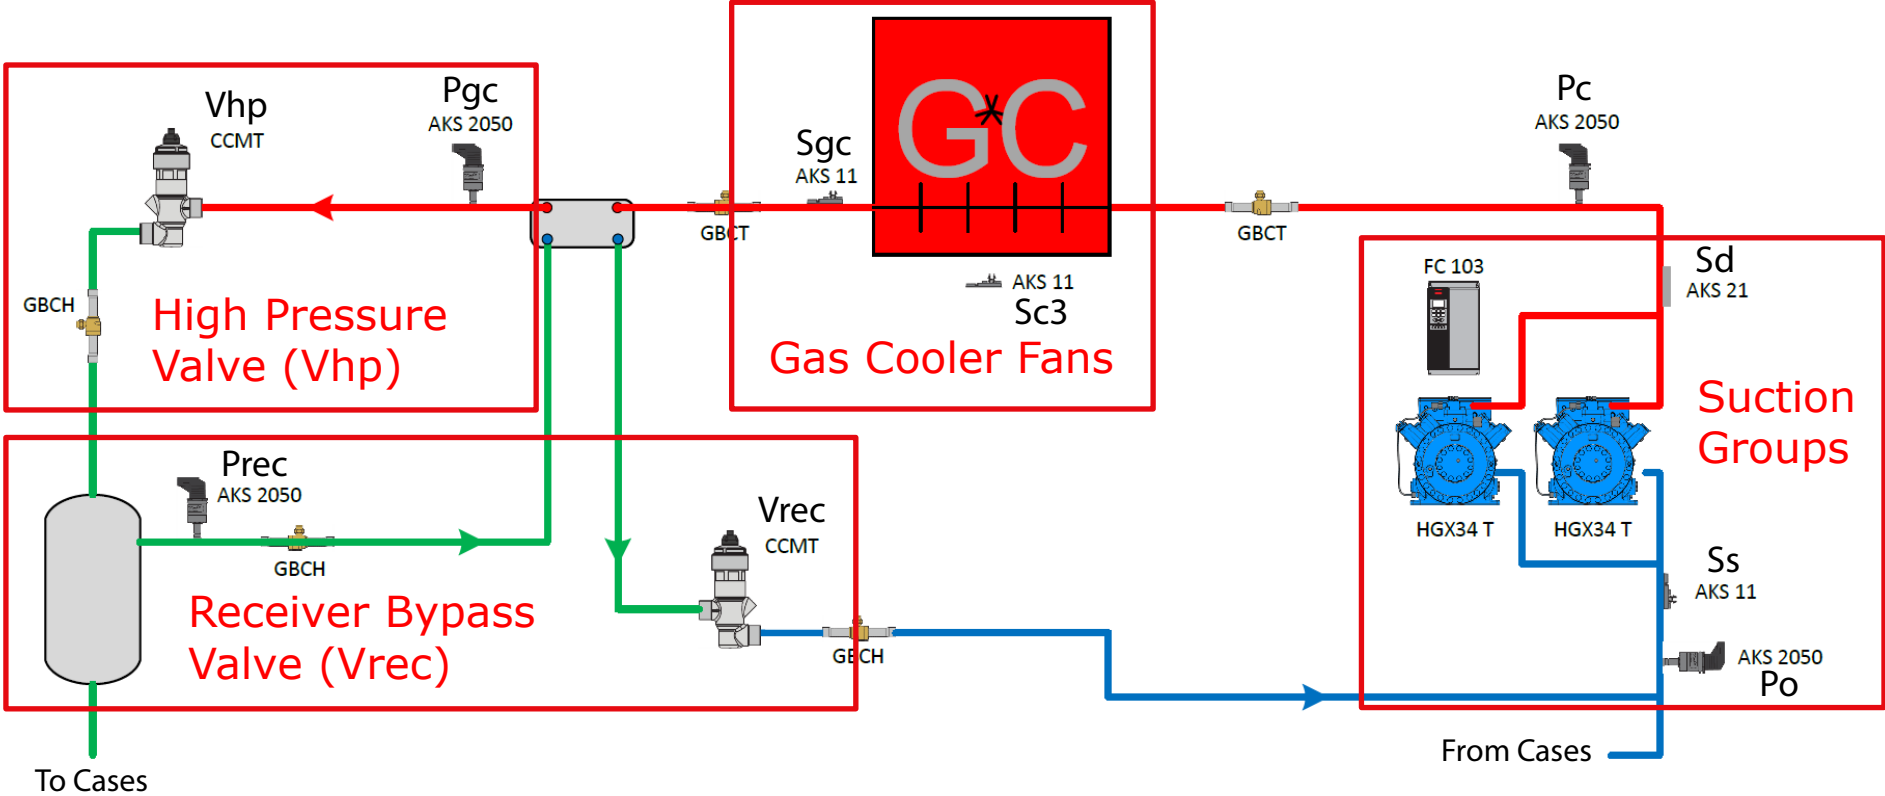 Vhp
CCMT
Pgc
AKS 2050
GBCH
High Pressure
Valve (Vhp)
Sgc
AKS 11
GC
GBCT
AKS 11
Sc3
Gas Cooler Fans
Pc
AKS 2050
GBCT
FC 103
Sd
AKS 21
Suction
Groups
HGX34 T
HGX34 T
Ss
AKS 11
AKS 2050
Po
From Cases
Prec
AKS 2050
GBCH
Receiver Bypass
Valve (Vrec)
Vrec
CCMT
GBCH
To Cases